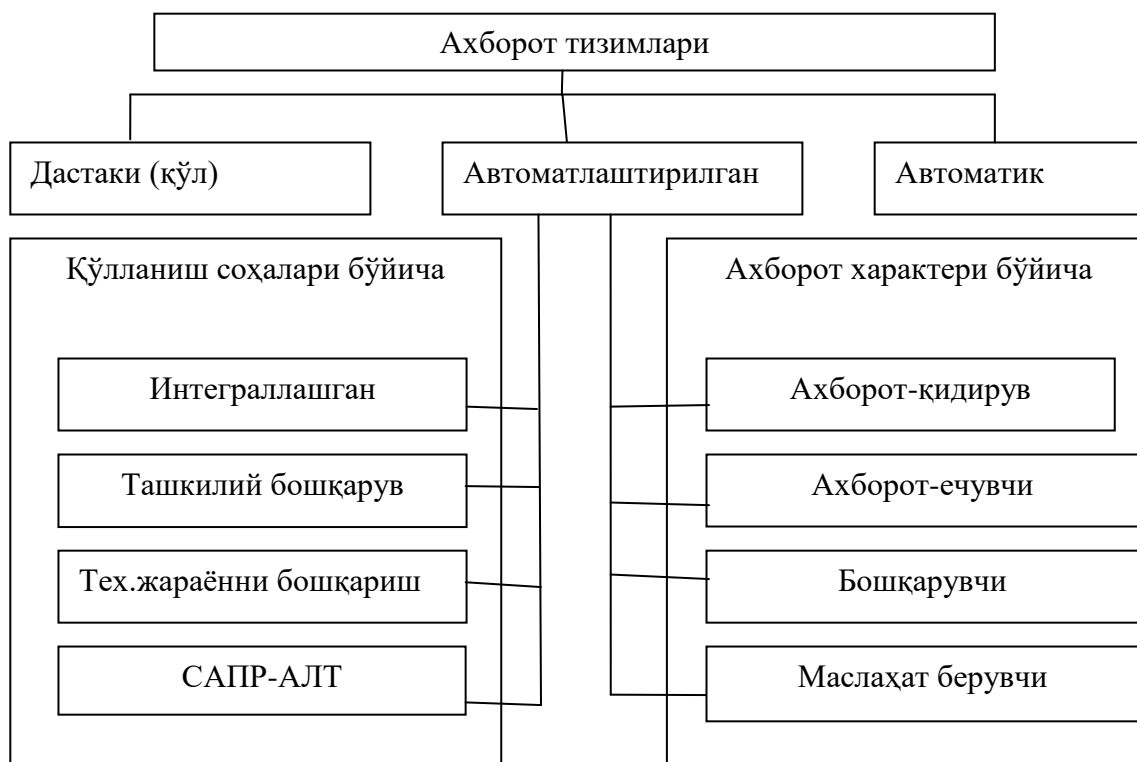 Ахборот тизимлари
Дастаки (қўл)
Автоматлаштирилган
Автоматик
Қўлланиш соҳалари бўйича
Ахборот характери бўйича
Интеграллашган
Ахборот-қидирув
Ташкилий бошқарув
Ахборот-ечувчи
Тех.жараённи бошқариш
Бошқарувчи
САПР-АЛТ
Маслаҳат берувчи